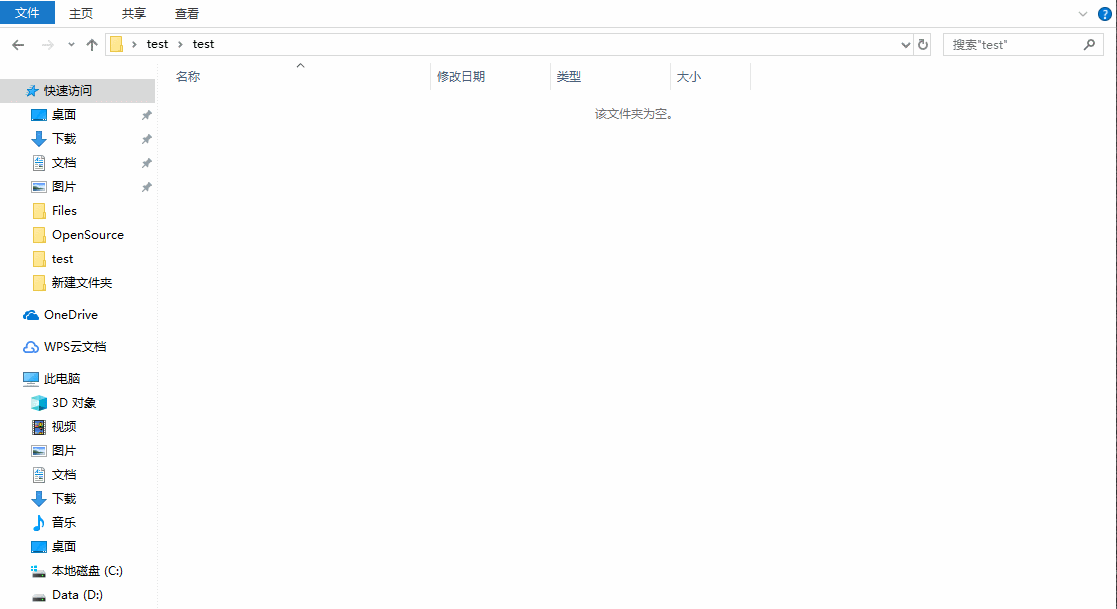 文件 主页 共享 查看
test test 搜索"test"
名称 修改日期 类型 大小
该文件夹为空。
快速访问
桌面
下载
文档
图片
Files
OpenSource
test
新建文件夹
OneDrive
WPS云文档
此电脑
3D 对象
视频
图片
文档
下载
音乐
桌面
本地磁盘 (C:)
Data (D:)